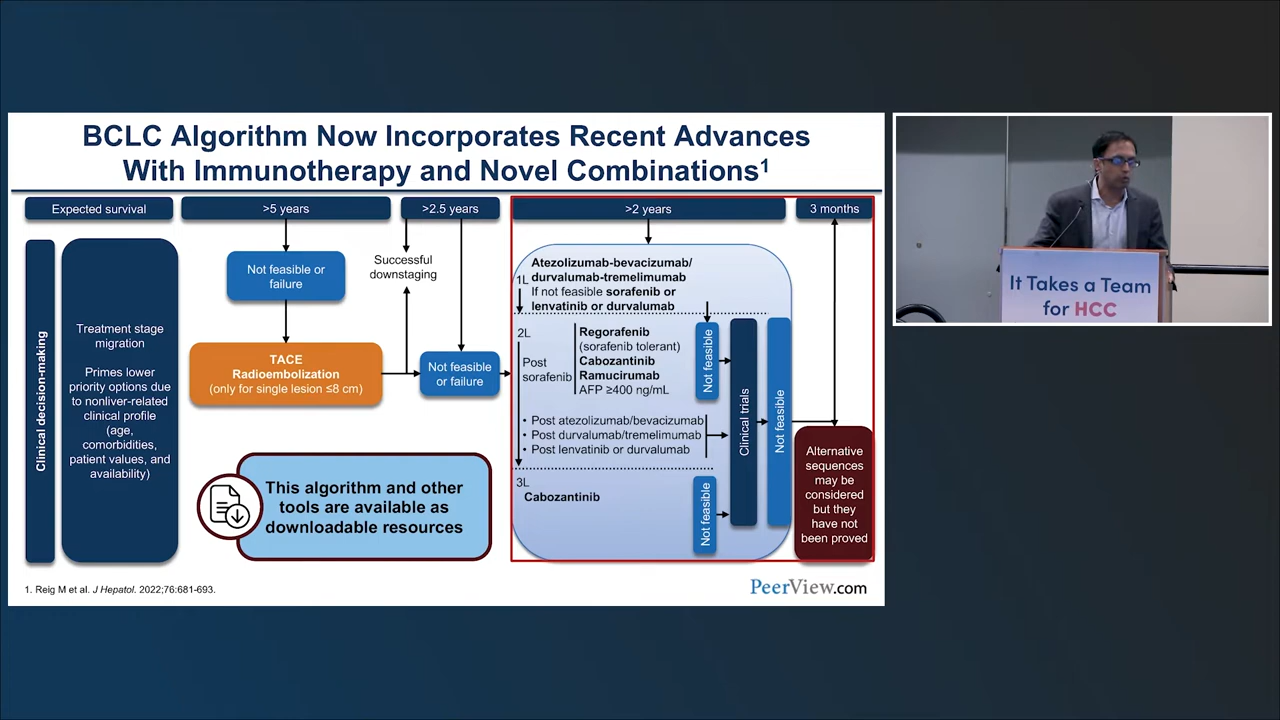 BCLC Algorithm Now Incorporates Recent Advances
With Immunotherapy and Novel Combinations¹
Expected survival
>5 years
>2.5 years
>2 years
3 months
Clinical decision-making
Treatment stage
migration
Primes lower
priority options due
to nonliver-related
clinical profile
(age,
comorbidities,
patient values, and
availability)
Not feasible or
failure
TACE
Radioembolization
(only for single lesion ≤8 cm)
Successful
downstaging
Not feasible
or failure
1L
Atezolizumab-bevacizumab/
durvalumab-tremelimumab
If not feasible sorafenib or
lenvatinib or durvalumab
2L
Post
sorafenib
Regorafenib
(sorafenib tolerant)
Cabozantinib
Ramucirumab
AFP ≥400 ng/mL
Not feasible
• Post atezolizumab/bevacizumab
• Post durvalumab/tremelimumab
• Post lenvatinib or durvalumab
Clinical trials
Not feasible
3L
Cabozantinib
Not feasible
Alternative
sequences
may be
considered
but they
have not
been proved
This algorithm and other
tools are available as
downloadable resources
1. Reig M et al. J Hepatol. 2022;76:681-693.
PeerView.com
It Takes a Team
for HCC